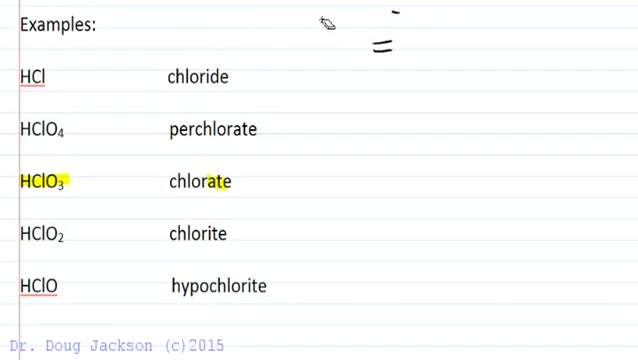 Examples:
HCl chloride
HClO₄ perchlorate
HClO₃ chlorate
HClO₂ chlorite
HClO hypochlorite
Dr. Doug Jackson (c)2015